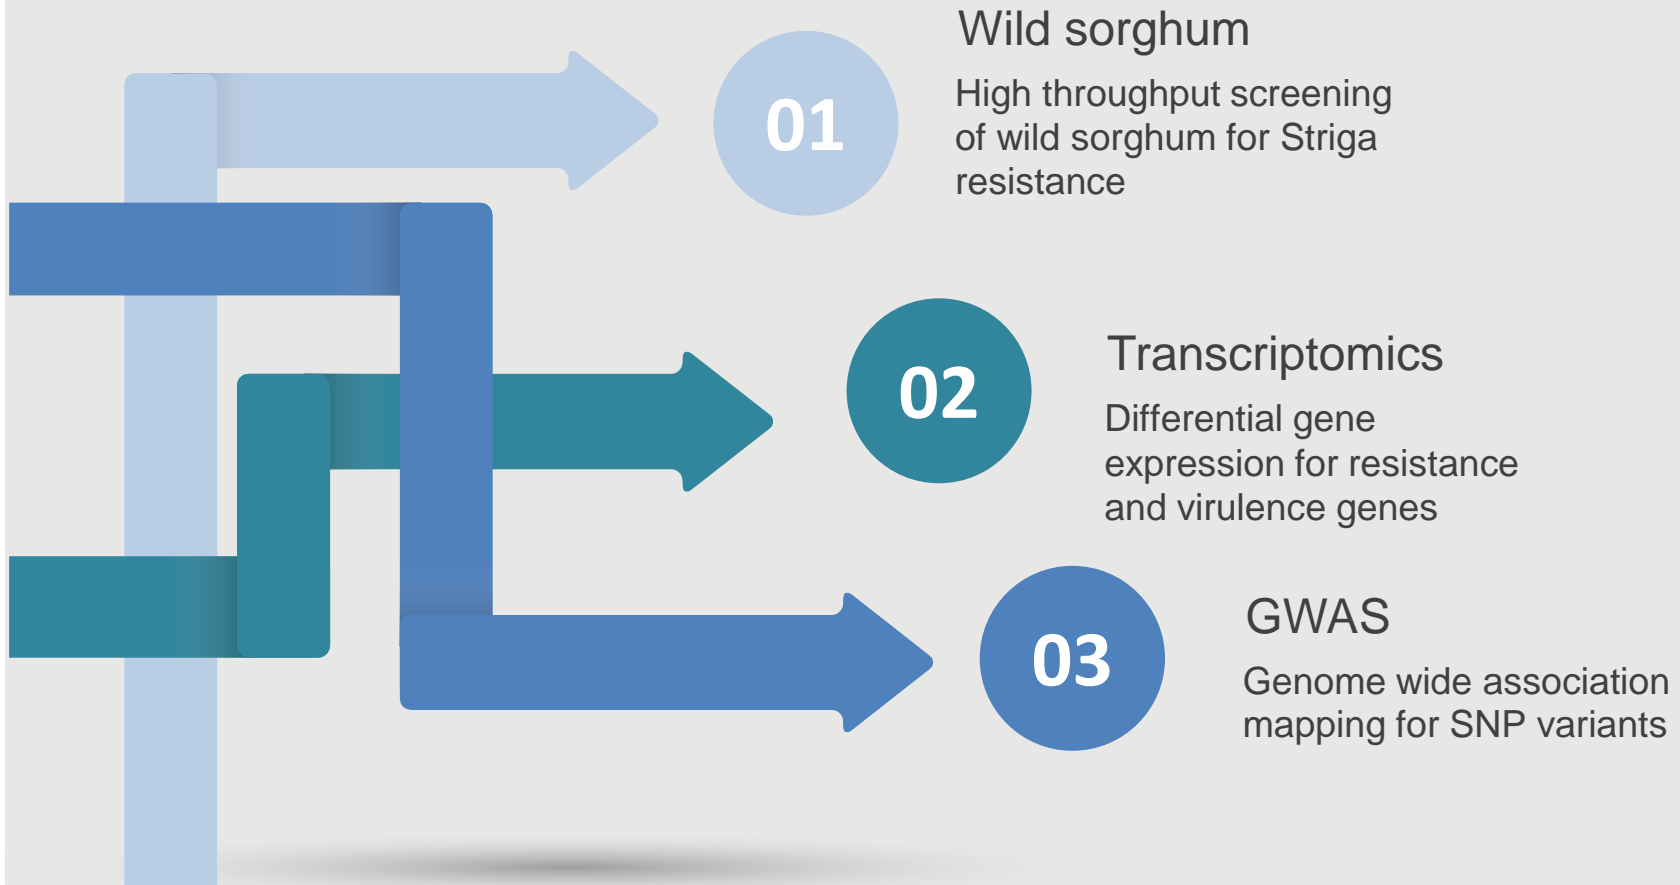 01
Wild sorghum
High throughput screening
of wild sorghum for Striga
resistance
02
Transcriptomics
Differential gene
expression for resistance
and virulence genes
03
GWAS
Genome wide association
mapping for SNP variants